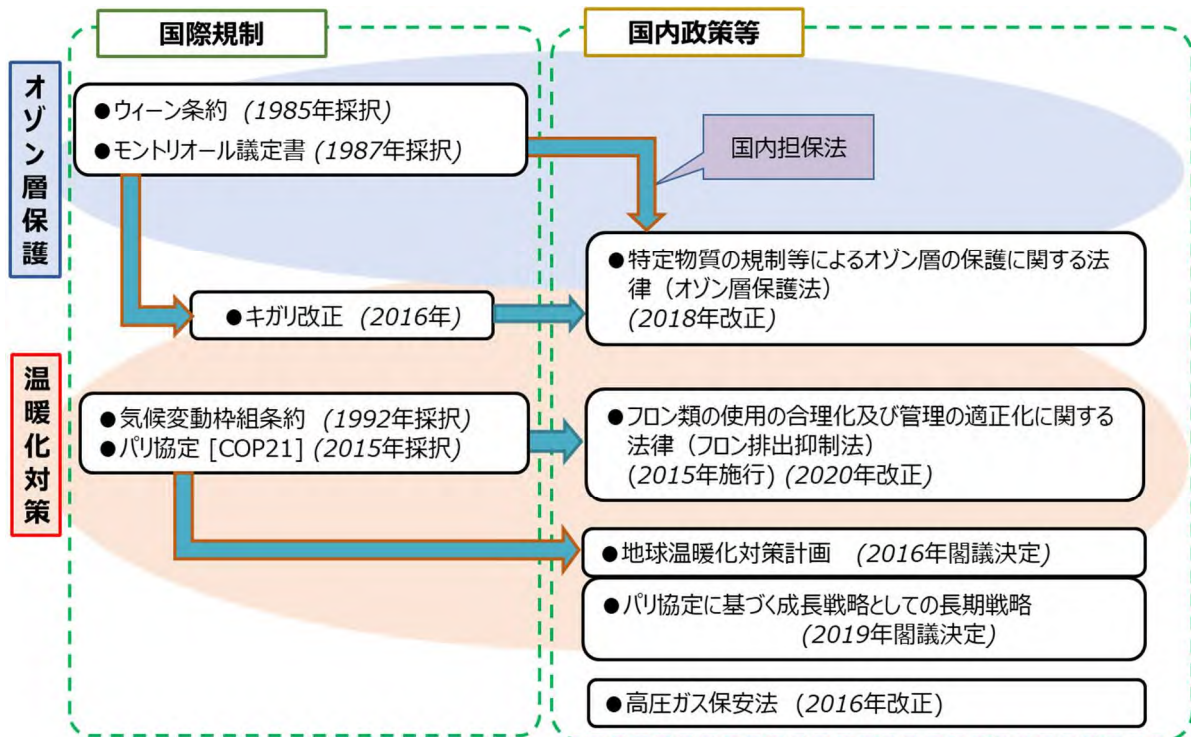 国際規制
国内政策等
オゾン層保護
●ウィーン条約 (1985年採択)
●モントリオール議定書 (1987年採択)
国内担保法
●特定物質の規制等によるオゾン層の保護に関する法
律（オゾン層保護法）
(2018年改正)
●キガリ改正 (2016年)
温暖化対策
●気候変動枠組条約 (1992年採択)
●パリ協定 [COP21] (2015年採択)
●フロン類の使用の合理化及び管理の適正化に関する
法律（フロン排出抑制法）
(2015年施行) (2020年改正)
●地球温暖化対策計画 (2016年閣議決定)
●パリ協定に基づく成長戦略としての長期戦略
(2019年閣議決定)
●高圧ガス保安法 (2016年改正)